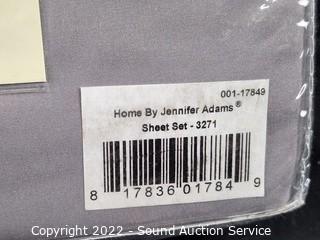 001-17849
Home By Jennifer Adams®
Sheet Set - 3271
8 17836 01784 9
Copyright 2022 - Sound Auction Service